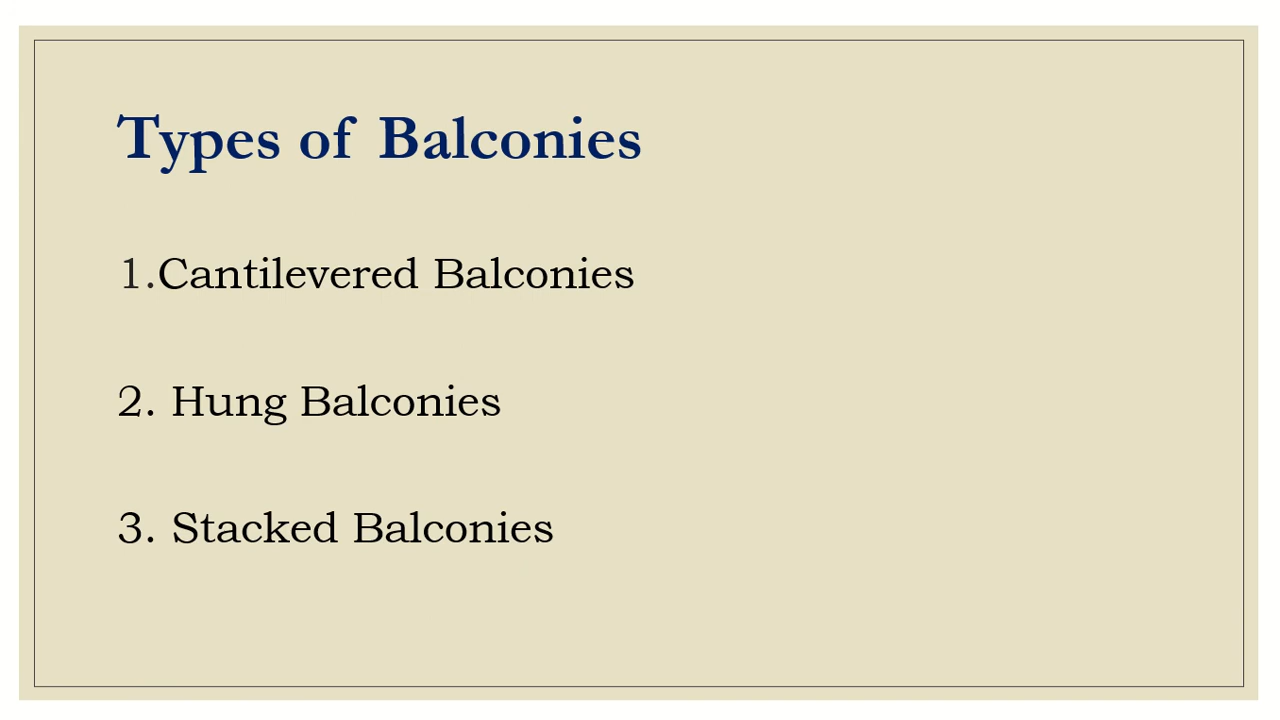 Types of Balconies
1.Cantilevered Balconies
2. Hung Balconies
3. Stacked Balconies